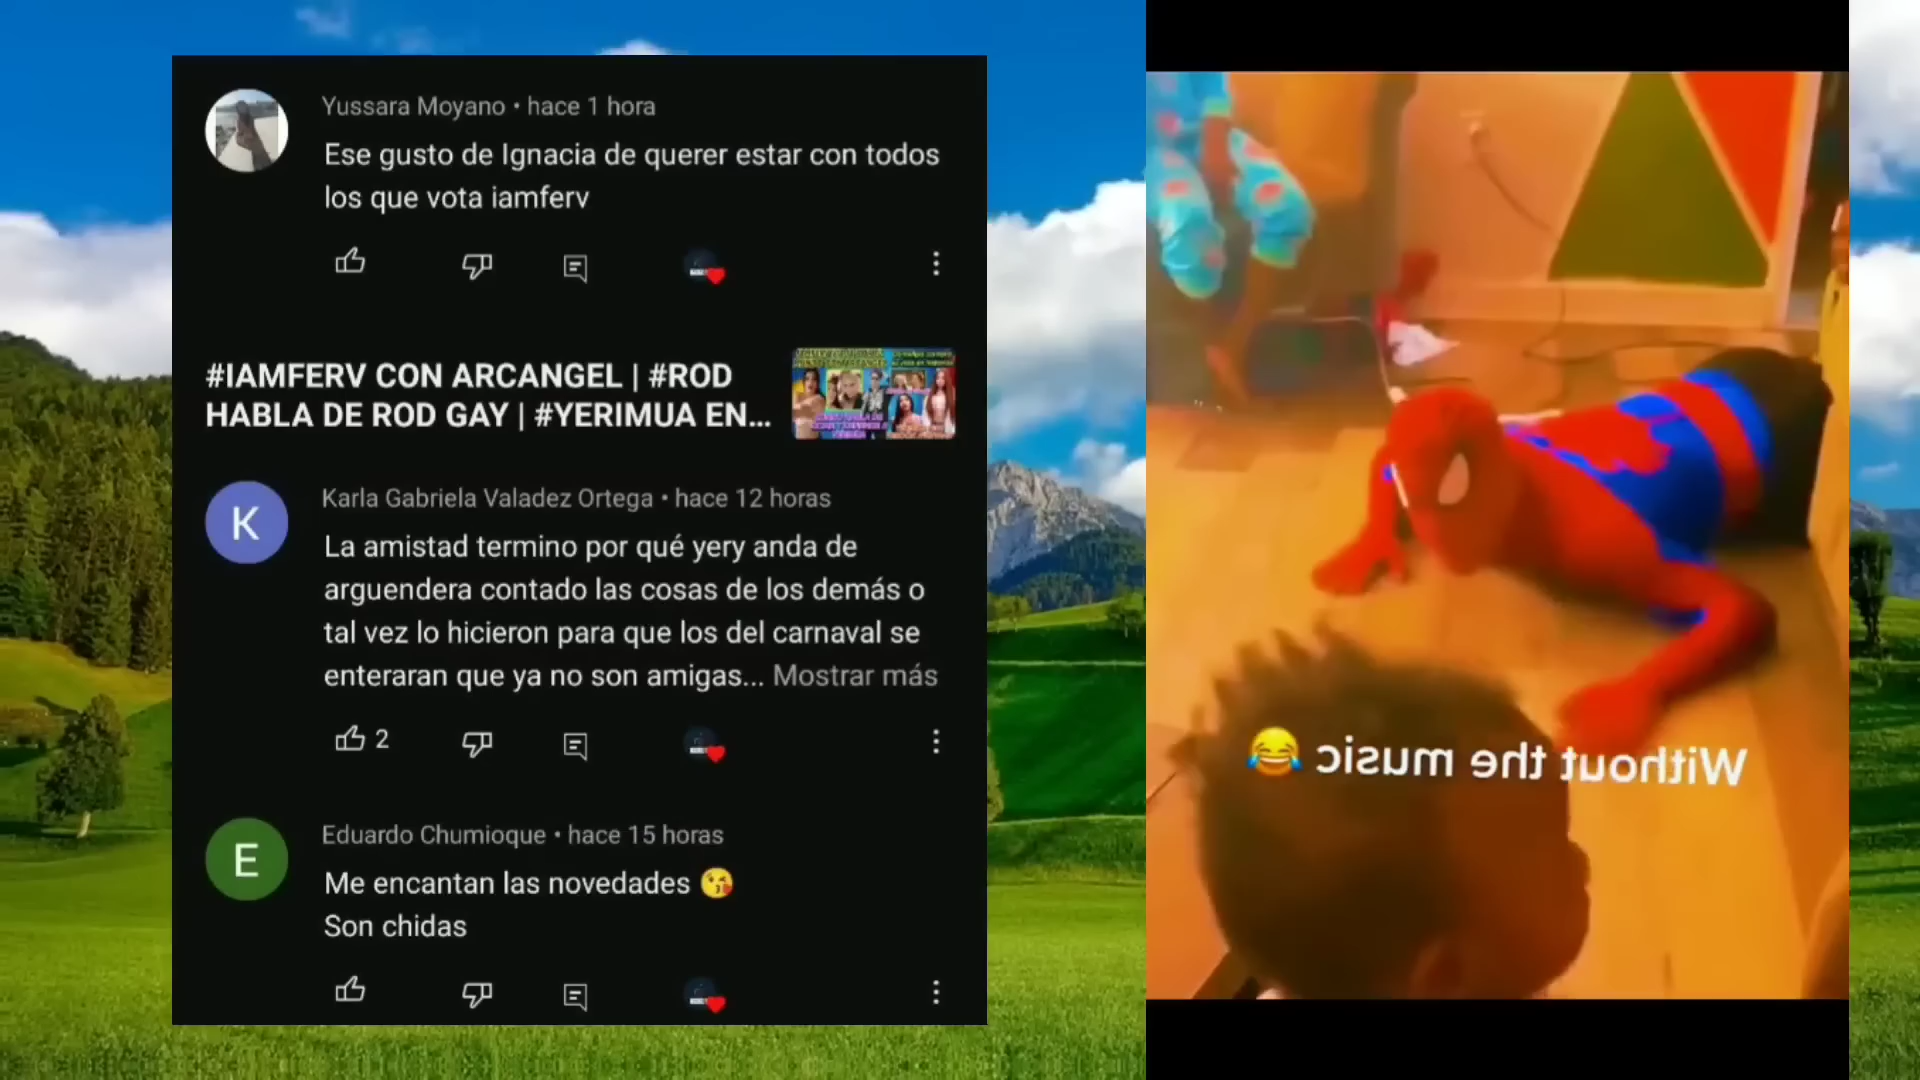 Yussara Moyano • hace 1 hora
Ese gusto de Ignacia de querer estar con todos
los que vota iamferv
#IAMFERV CON ARCANGEL | #ROD
HABLA DE ROD GAY | #YERIMUA EN...
K
Karla Gabriela Valadez Ortega • hace 12 horas
La amistad termino por qué yery anda de
arguendera contado las cosas de los demás o
tal vez lo hicieron para que los del carnaval se
enteraran que ya no son amigas... Mostrar más
2
E
Eduardo Chumioque • hace 15 horas
Me encantan las novedades 😘
Son chidas
Without the music 😂